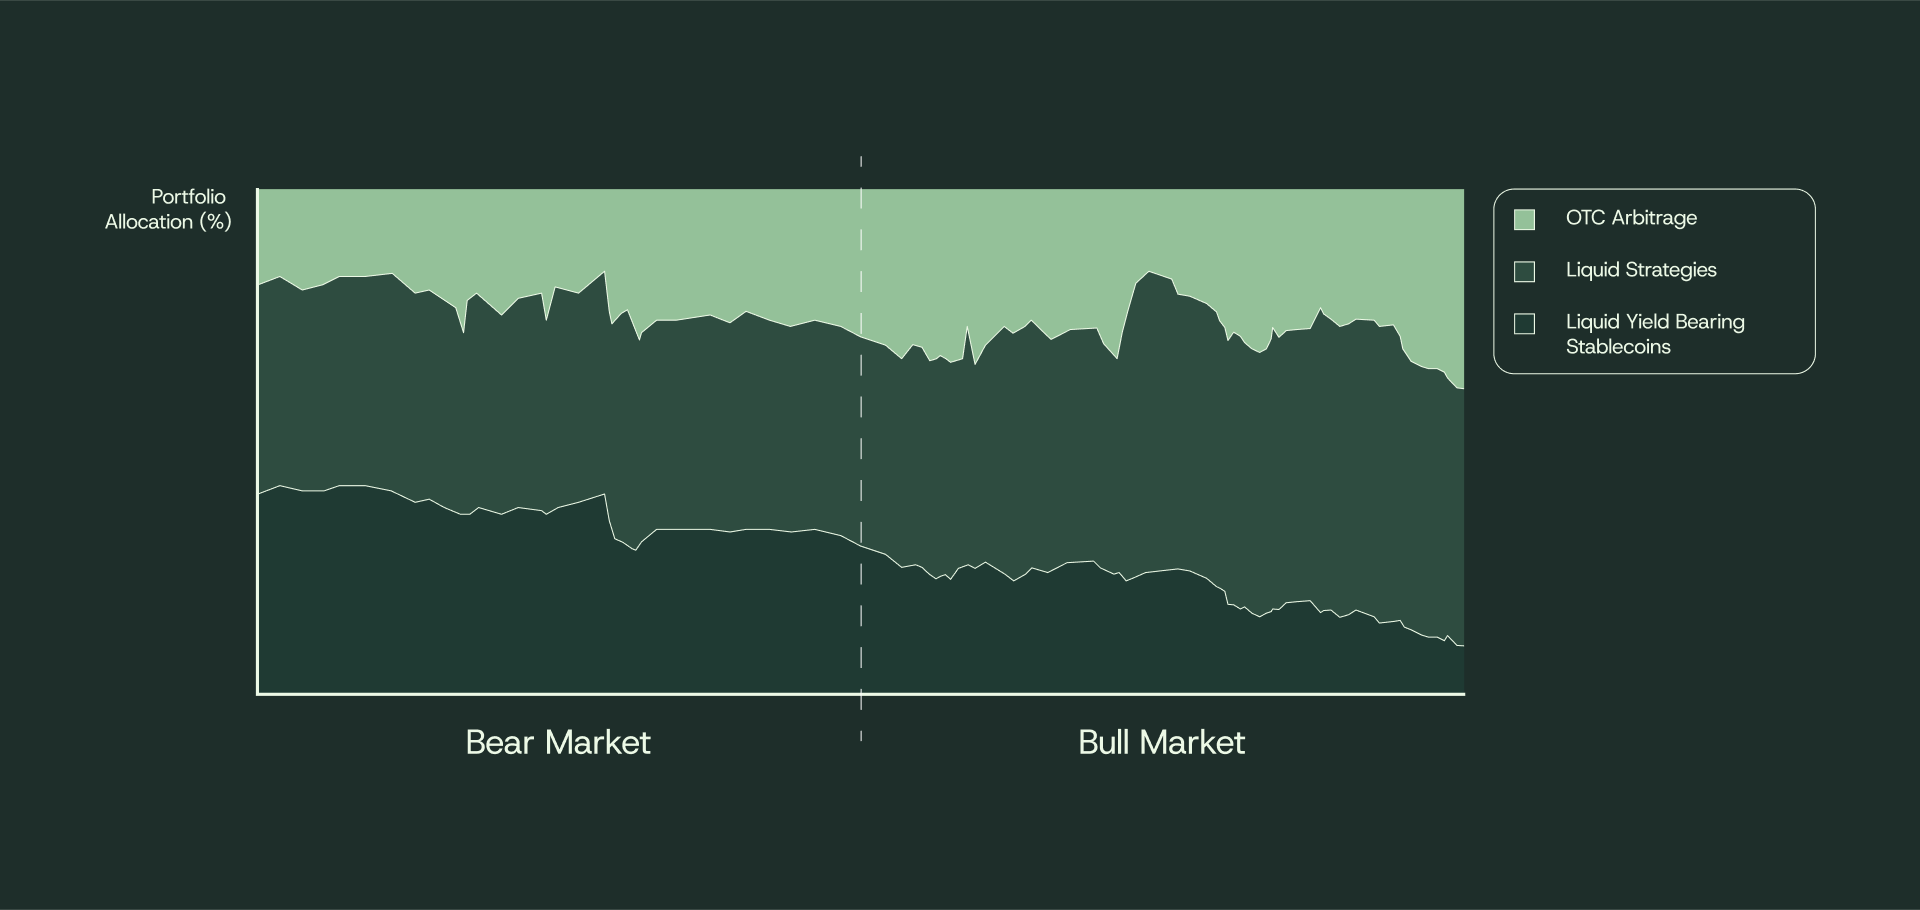 Portfolio
Allocation (%)
OTC Arbitrage
Liquid Strategies
Liquid Yield Bearing
Stablecoins
Bear Market
Bull Market